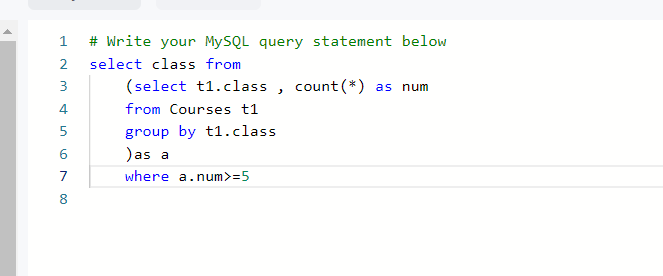 1 # Write your MySQL query statement below
2 select class from
3 (select t1.class , count(*) as num
4 from Courses t1
5 group by t1.class
6 )as a
7 where a.num>=5
8